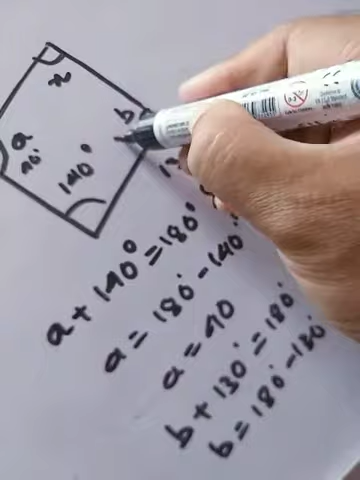 x
b
a
40°
140°
a + 140° = 180°
a = 180° - 140°
a = 40
b + 130° = 180°
b = 180° - 130°